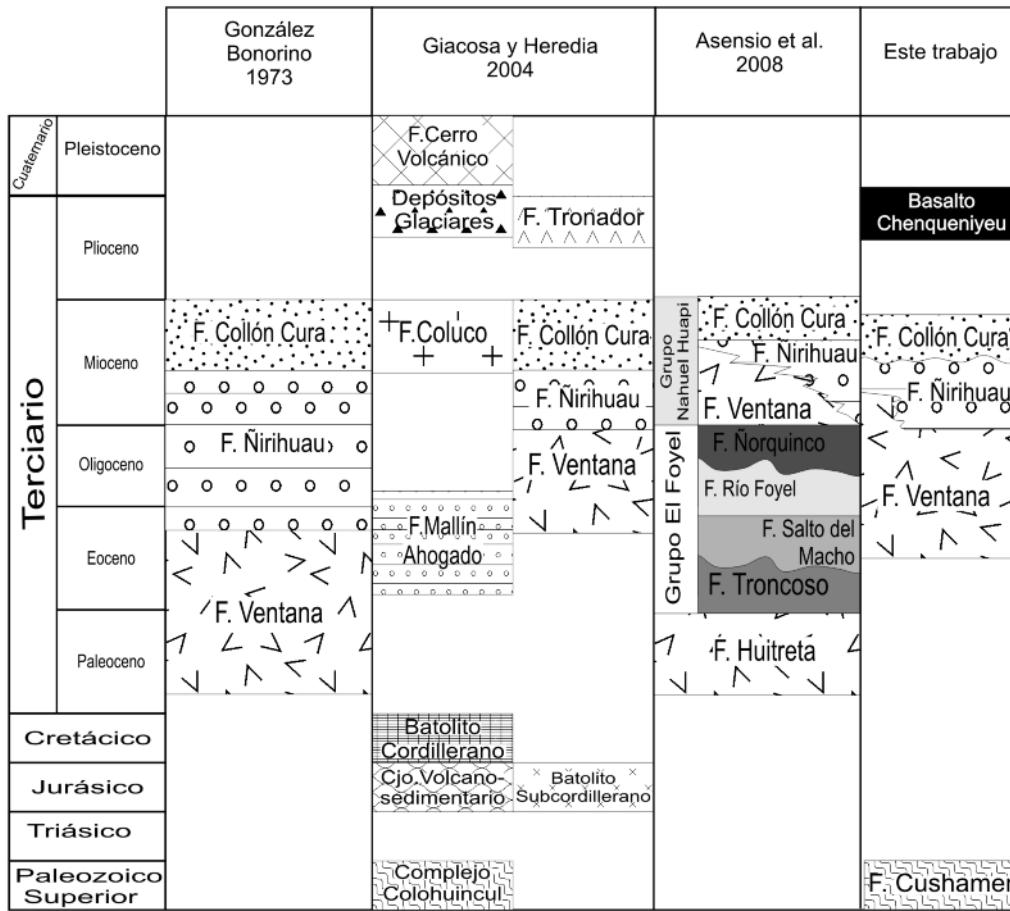 González
Bonorino
1973
Giacosa y Heredia
2004
Asensio et al.
2008
Este trabajo
Cuaternario
Pleistoceno
F.Cerro
Volcánico
Terciario
Plioceno
Depósitos
Glaciares
F. Tronador
Basalto
Chenqueniyeu
Mioceno
F. Collón Cura
F.Coluco
F. Collón Cura
F. Ñirihuau
Grupo
Nahuel Huapi
F. Collón Cura
F. Nirihuau
F. Ventana
F. Collón Cura
F. Ñirihuau
Oligoceno
F. Ñirihuau
F. Ventana
Grupo El Foyel
F. Ñorquinco
F. Río Foyel
F. Ventana
Eoceno
F. Ventana
F.Mallín
Ahogado
F. Salto del
Macho
F. Troncoso
Paleoceno
F. Huitreta
Cretácico
Batolito
Cordillerano
Jurásico
Cjo.Volcano-
sedimentario
Batolito
Subcordillerano
Triásico
Paleozoico
Superior
Complejo
Colohuincul
F. Cushamen